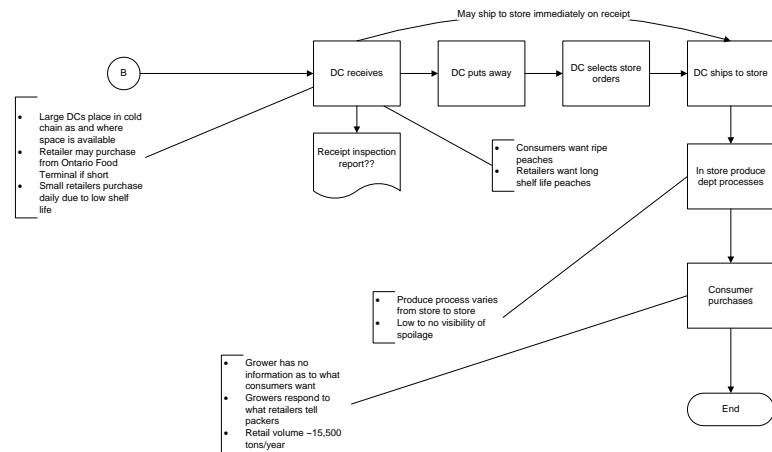 May ship to store immediately on receipt
B
DC receives
DC puts away
DC selects store
orders
DC ships to store
• Large DCs place in cold
chain as and where
space is available
• Retailer may purchase
from Ontario Food
Terminal if short
• Small retailers purchase
daily due to low shelf
life
Receipt inspection
report??
• Consumers want ripe
peaches
• Retailers want long
shelf life peaches
In store produce
dept processes
• Produce process varies
from store to store
• Low to no visibility of
spoilage
Consumer
purchases
• Grower has no
information as to what
consumers want
• Growers respond to
what retailers tell
packers
• Retail volume ~15,500
tons/year
End